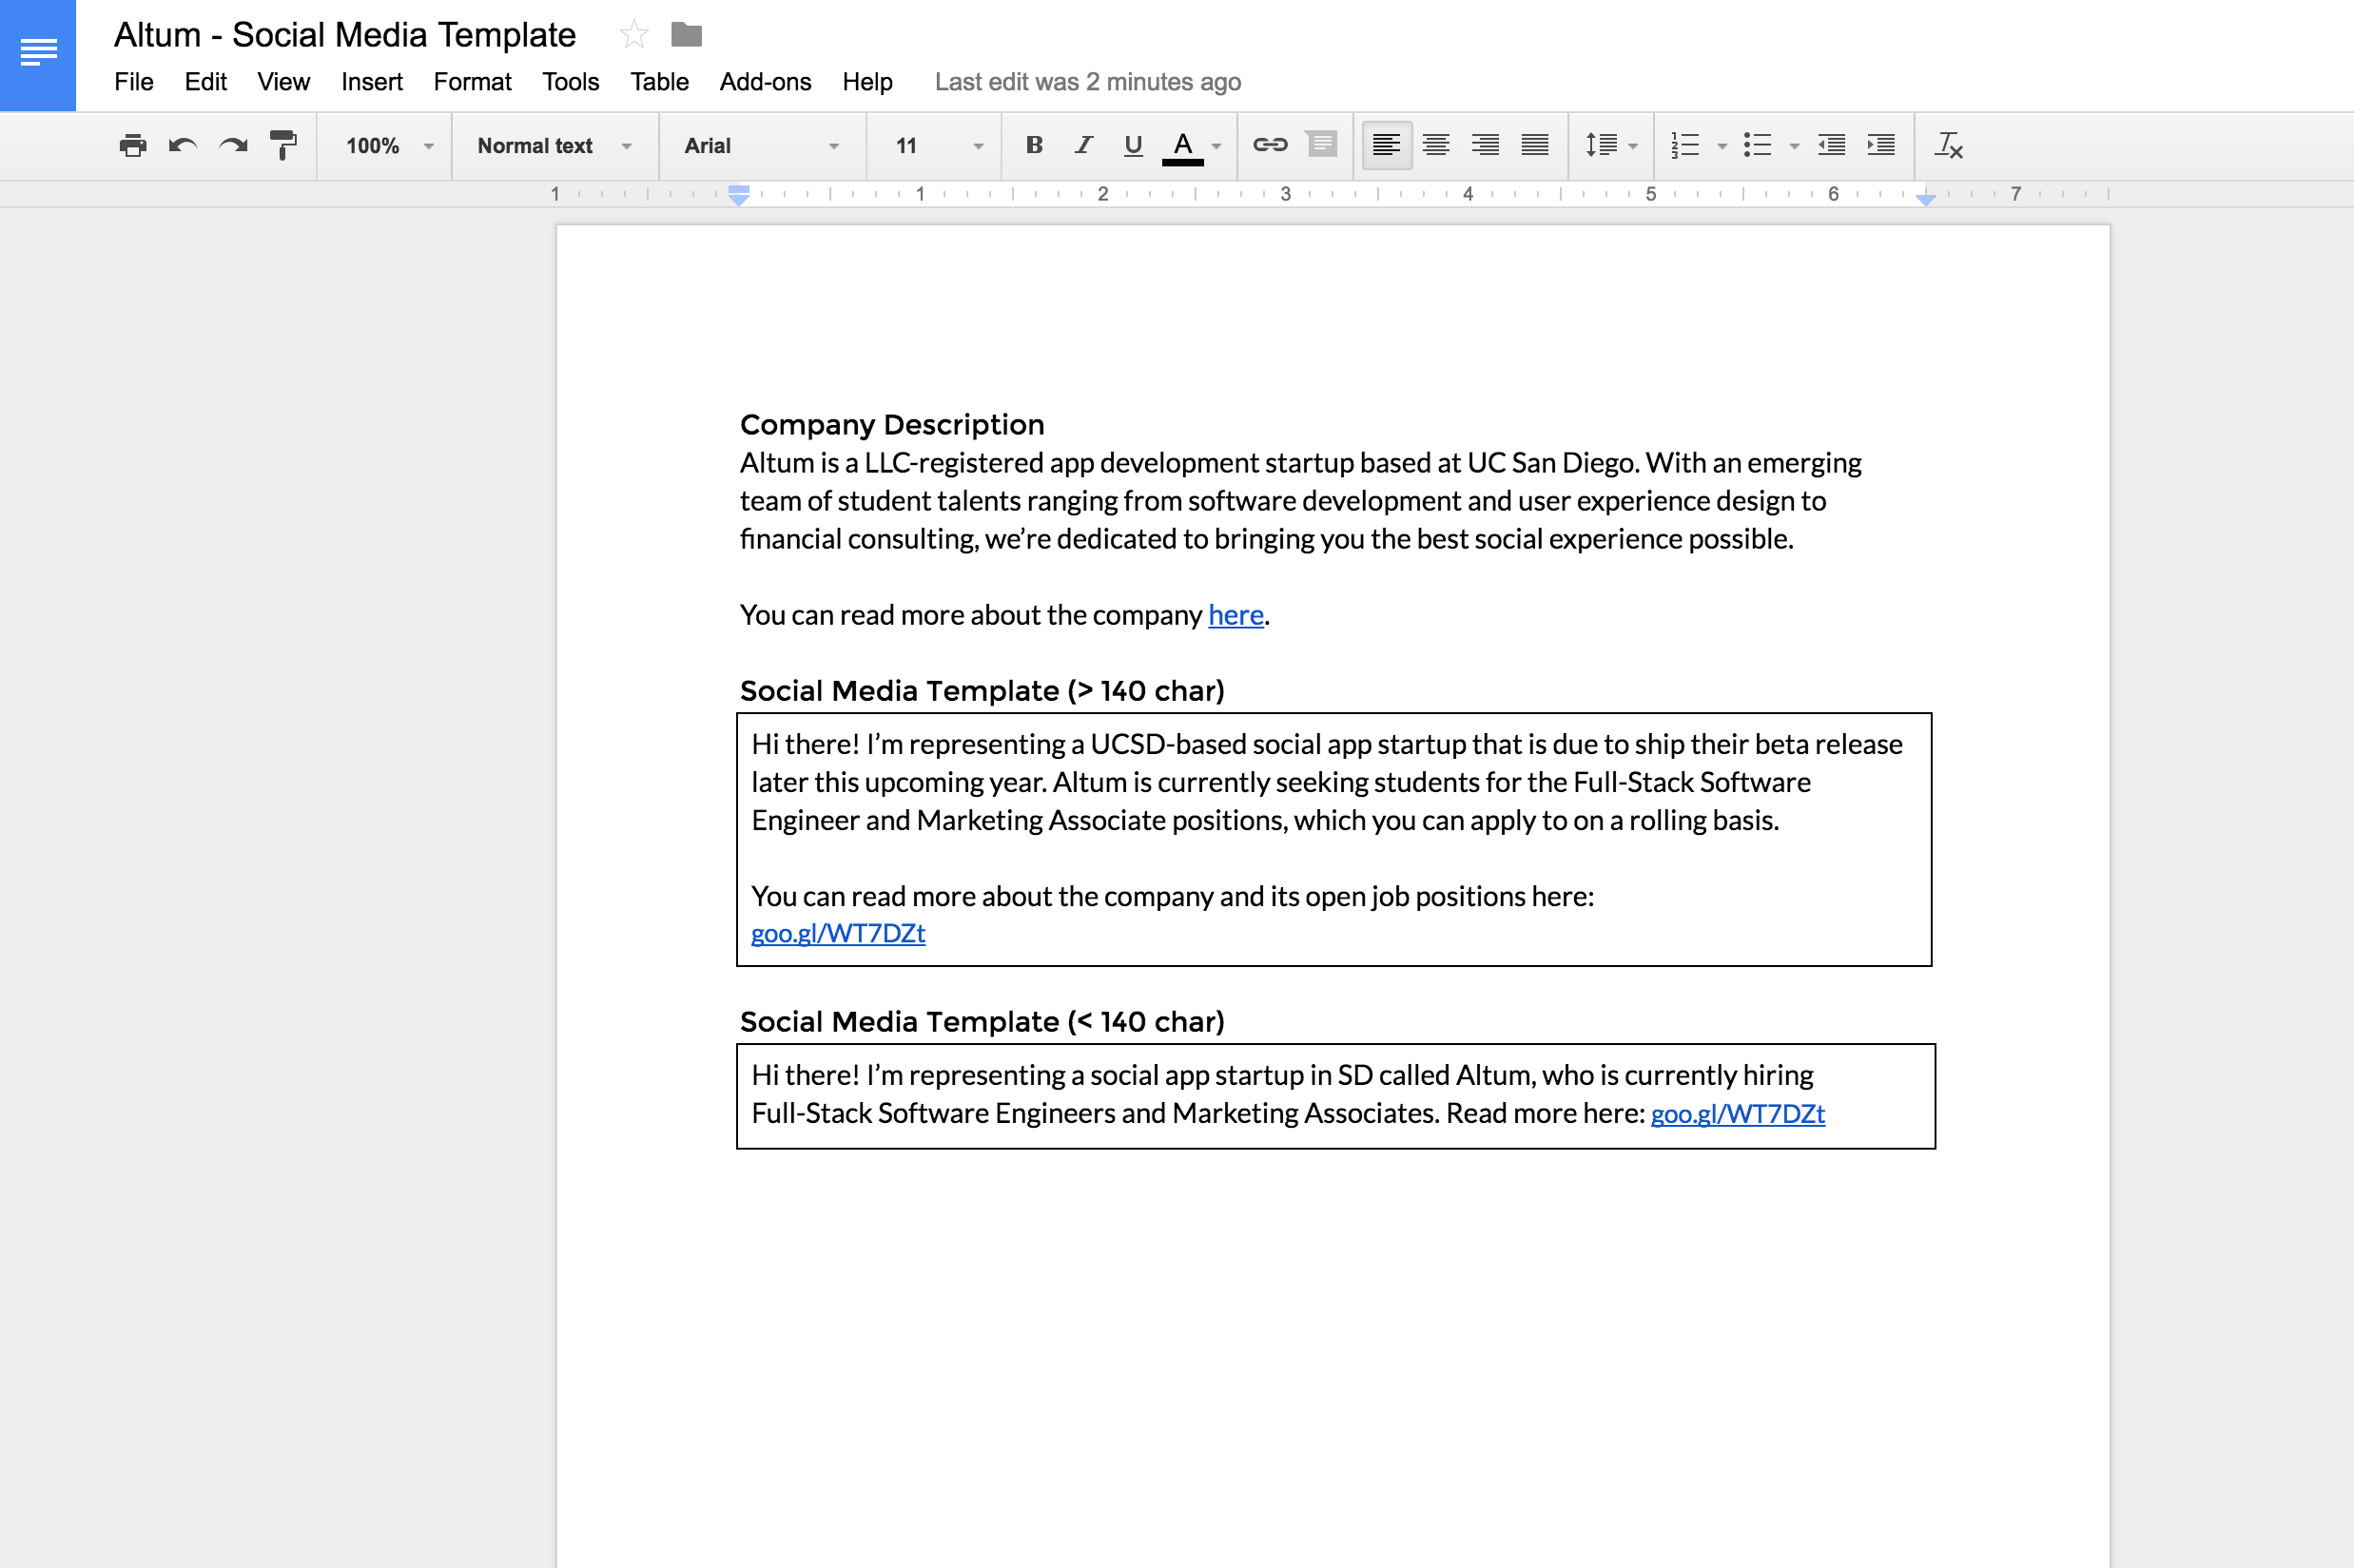 Altum - Social Media Template
File Edit View Insert Format Tools Table Add-ons Help Last edit was 2 minutes ago
100% Normal text Arial 11 B I U A
1 1 2 3 4 5 6 7
Company Description
Altum is a LLC-registered app development startup based at UC San Diego. With an emerging
team of student talents ranging from software development and user experience design to
financial consulting, we’re dedicated to bringing you the best social experience possible.
You can read more about the company here.
Social Media Template (> 140 char)
Hi there! I’m representing a UCSD-based social app startup that is due to ship their beta release
later this upcoming year. Altum is currently seeking students for the Full-Stack Software
Engineer and Marketing Associate positions, which you can apply to on a rolling basis.
You can read more about the company and its open job positions here:
goo.gl/WT7DZt
Social Media Template (< 140 char)
Hi there! I’m representing a social app startup in SD called Altum, who is currently hiring
Full-Stack Software Engineers and Marketing Associates. Read more here: goo.gl/WT7DZt